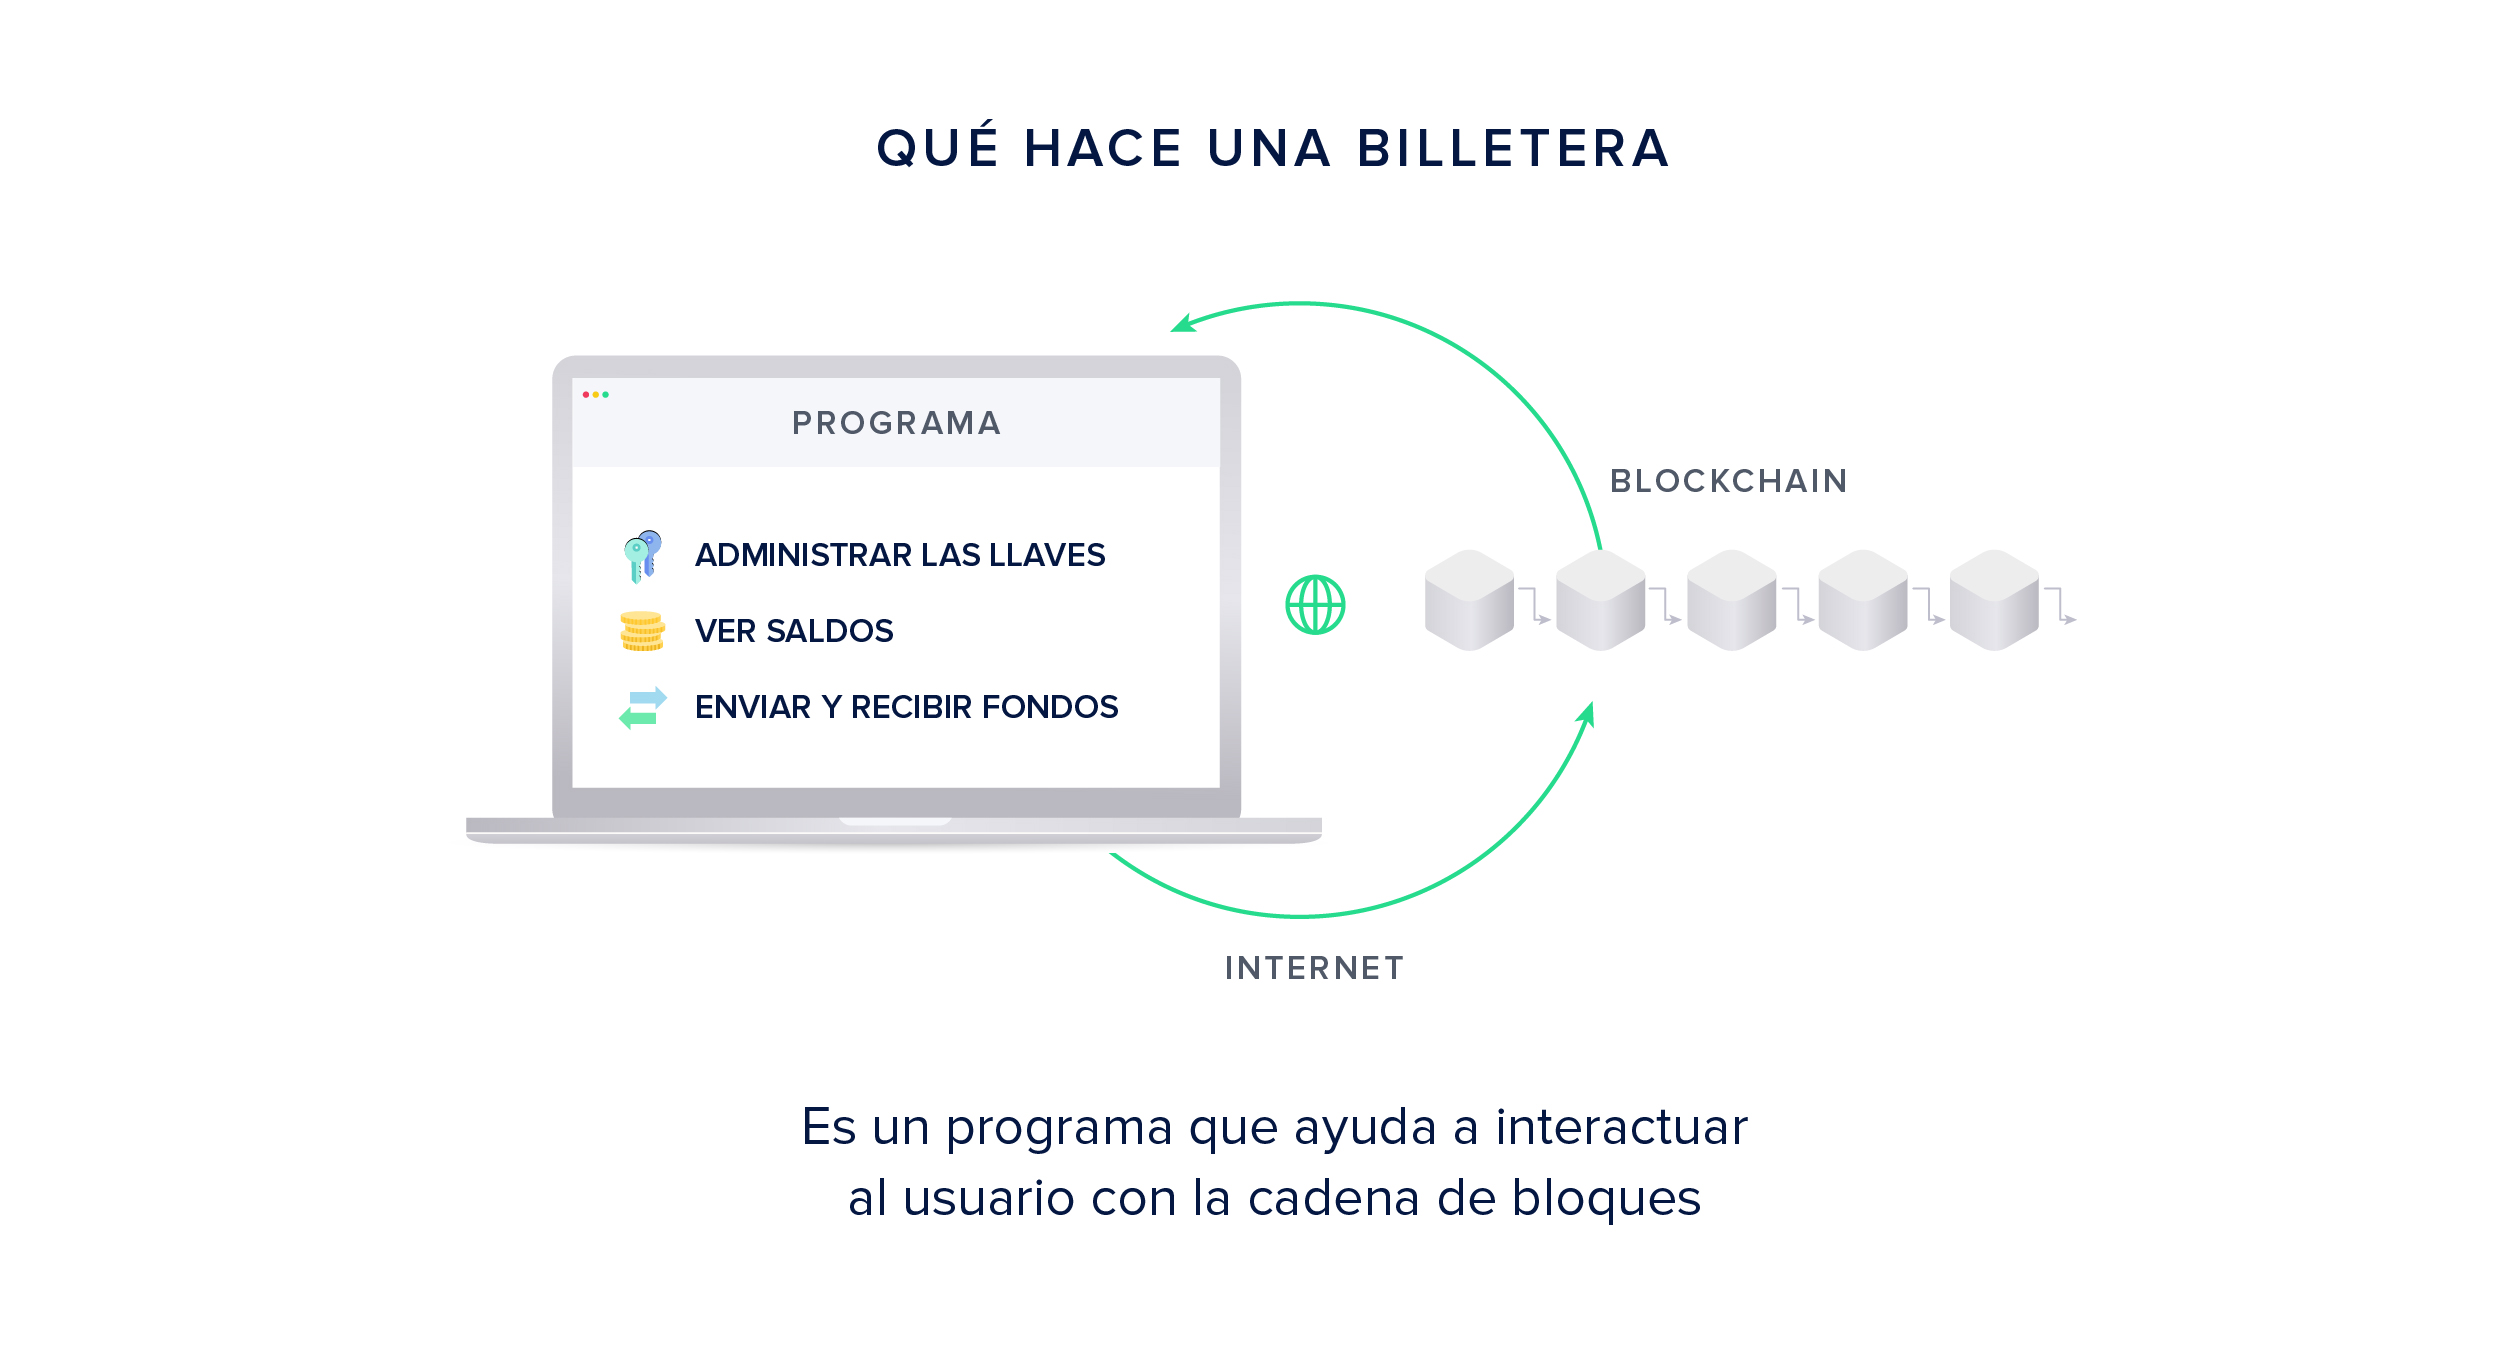 QUÉ HACE UNA BILLETERA
PROGRAMA
ADMINISTRAR LAS LLAVES
VER SALDOS
ENVIAR Y RECIBIR FONDOS
BLOCKCHAIN
INTERNET
Es un programa que ayuda a interactuar
al usuario con la cadena de bloques